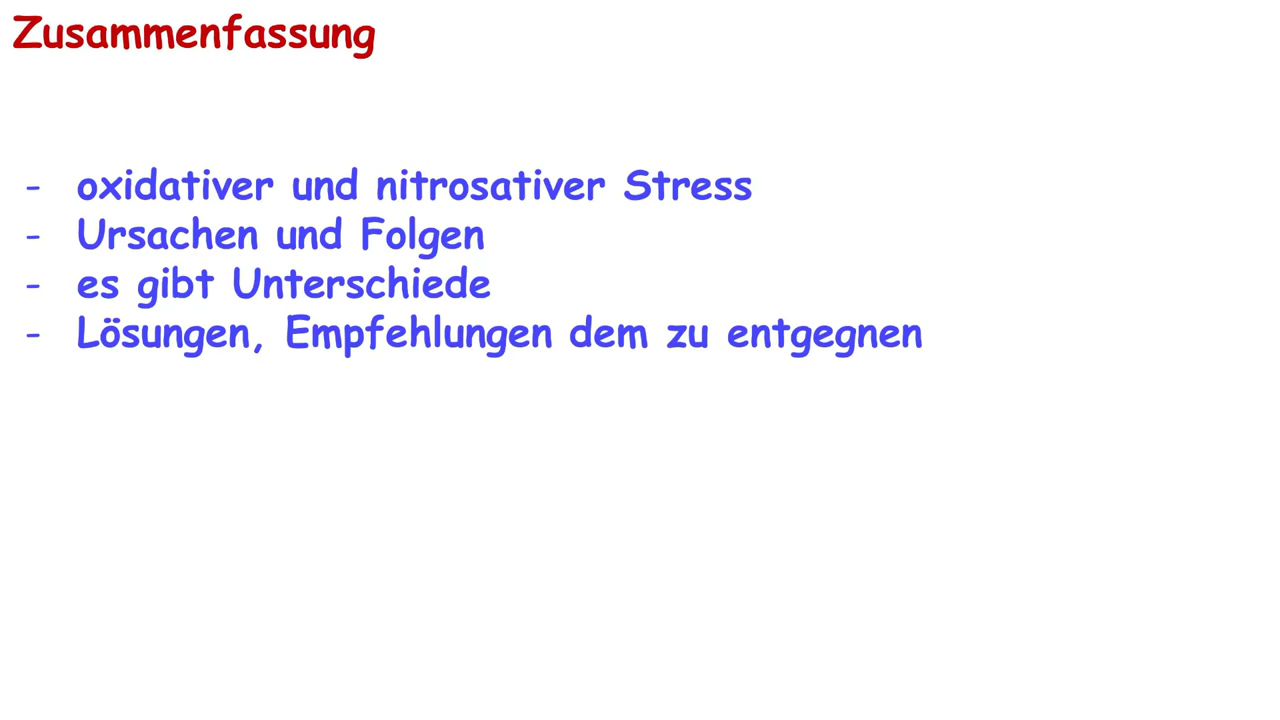 Zusammenfassung
- oxidativer und nitrosativer Stress
- Ursachen und Folgen
- es gibt Unterschiede
- Lösungen, Empfehlungen dem zu entgegnen